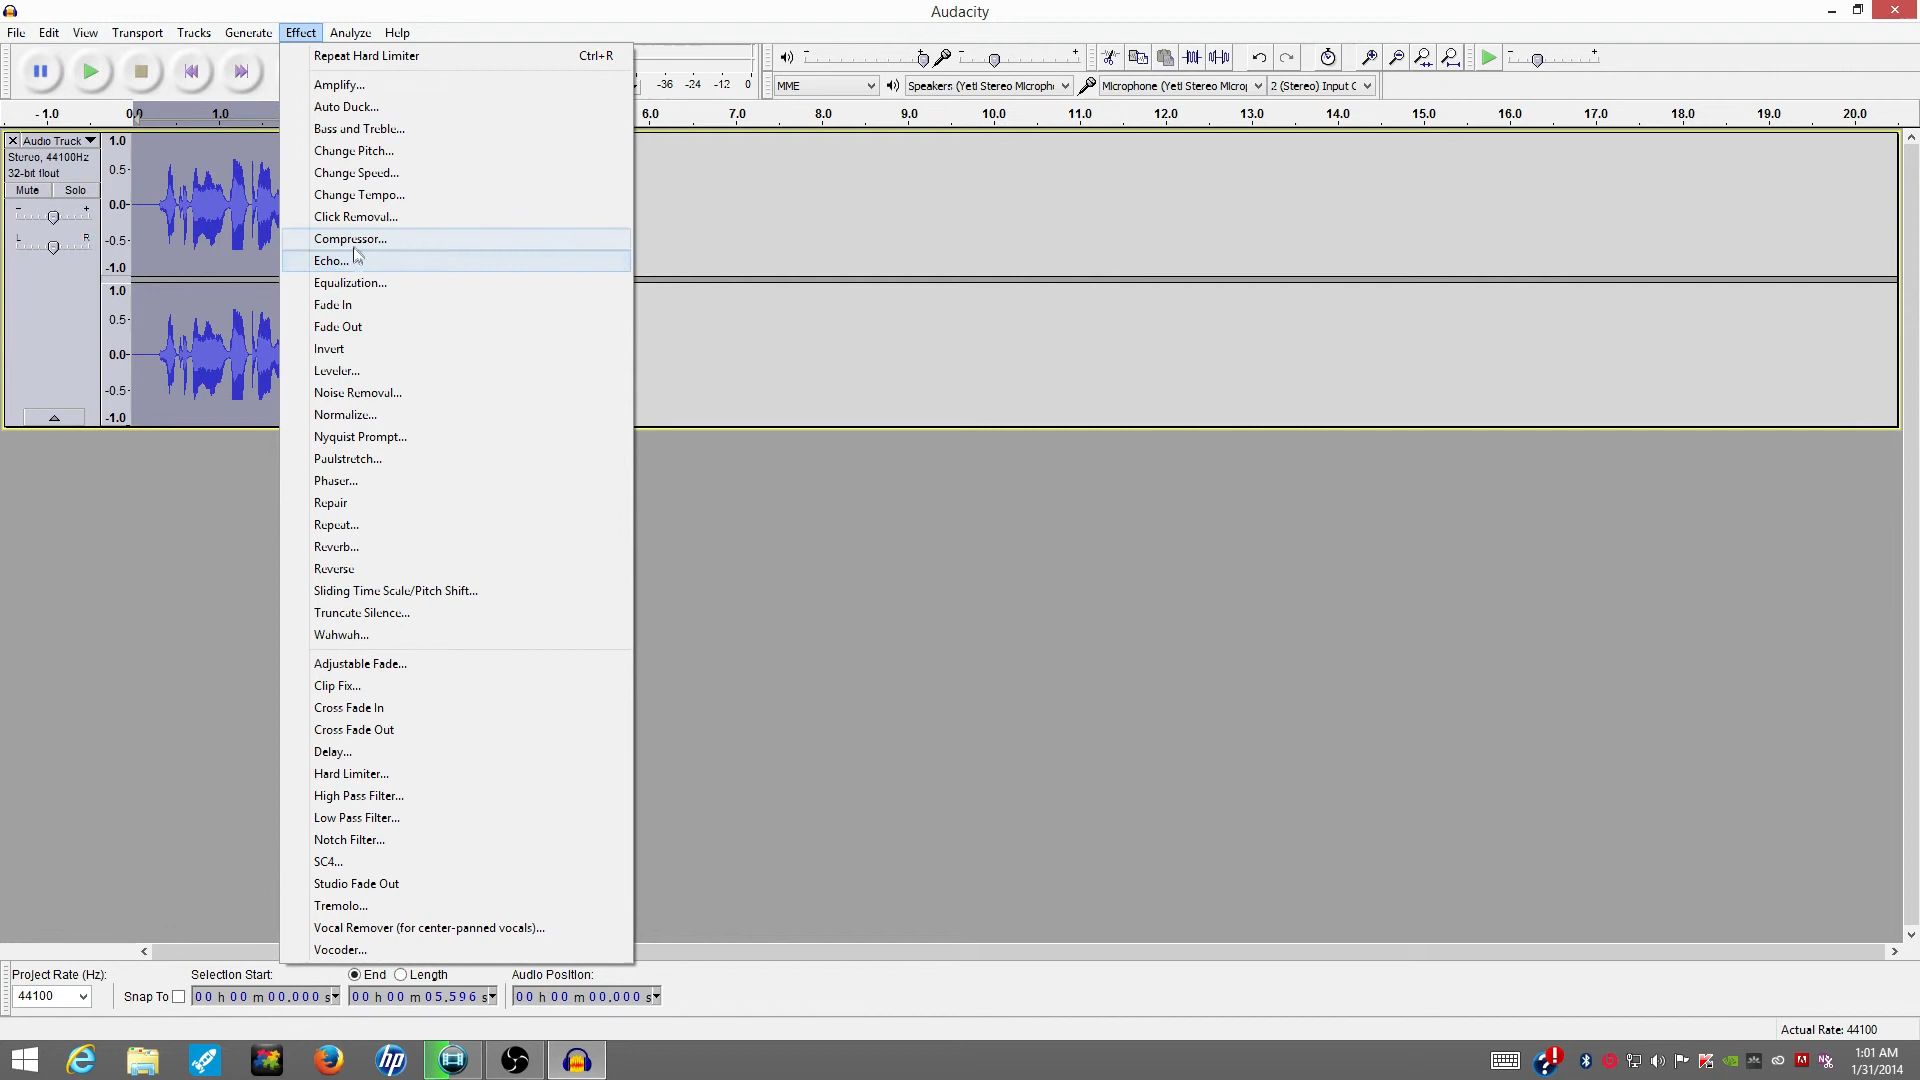 Audacity
File Edit View Transport Tracks Generate Effect Analyze Help
Repeat Hard Limiter Ctrl+R
Amplify...
Auto Duck...
Bass and Treble...
Change Pitch...
Change Speed...
Change Tempo...
Click Removal...
Compressor...
Echo...
Equalization...
Fade In
Fade Out
Invert
Leveler...
Noise Removal...
Normalize...
Nyquist Prompt...
Paulstretch...
Phaser...
Repair
Repeat...
Reverb...
Reverse
Sliding Time Scale/Pitch Shift...
Truncate Silence...
Wahwah...
Adjustable Fade...
Clip Fix...
Cross Fade In
Cross Fade Out
Delay...
Hard Limiter...
High Pass Filter...
Low Pass Filter...
Notch Filter...
SC4...
Studio Fade Out
Tremolo...
Vocal Remover (for center-panned vocals)...
Vocoder...
-36 -24 -12 0
MME Speakers (Yeti Stereo Microph Microphone (Yeti Stereo Microp 2 (Stereo) Input C
-1.0 0.0 1.0 6.0 7.0 8.0 9.0 10.0 11.0 12.0 13.0 14.0 15.0 16.0 17.0 18.0 19.0 20.0
Audio Track
Stereo, 44100Hz
32-bit float
Mute Solo
- +
L R
1.0
0.5-
0.0-
-0.5-
-1.0
1.0
0.5-
0.0-
-0.5-
-1.0
Project Rate (Hz): Selection Start: End Length Audio Position:
44100 Snap To 00 h 00 m 00.000 s 00 h 00 m 05.596 s 00 h 00 m 00.000 s
Actual Rate: 44100
hp
1:01 AM
1/31/2014